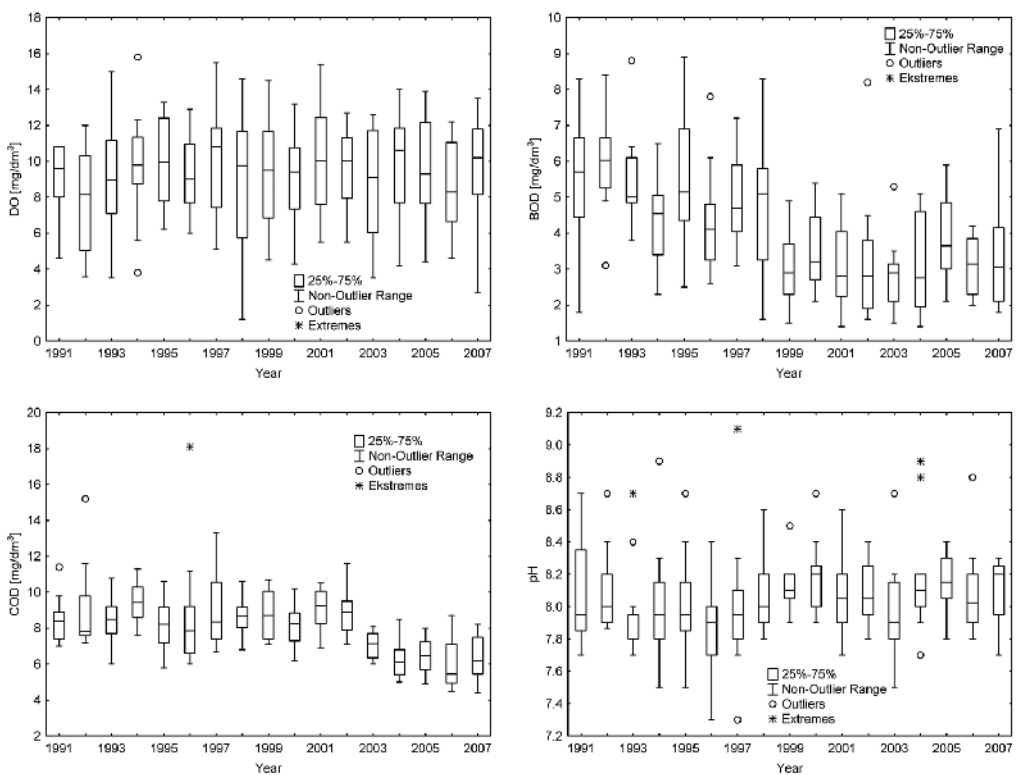 18
16
14
12
10
8
6
4
2
0
DO [mg/dm³]
25%-75%
Non-Outlier Range
Outliers
Extremes
1991 1993 1995 1997 1999 2001 2003 2005 2007
Year
10
9
8
7
6
5
4
3
2
1
BOD [mg/dm³]
25%-75%
Non-Outlier Range
Outliers
Ekstremes
1991 1993 1995 1997 1999 2001 2003 2005 2007
Year
20
18
16
14
12
10
8
6
4
2
COD [mg/dm³]
25%-75%
Non-Outlier Range
Outliers
Ekstremes
1991 1993 1995 1997 1999 2001 2003 2005 2007
Year
9.2
9.0
8.8
8.6
8.4
8.2
8.0
7.8
7.6
7.4
7.2
pH
25%-75%
Non-Outlier Range
Outliers
Extremes
1991 1993 1995 1997 1999 2001 2003 2005 2007
Year